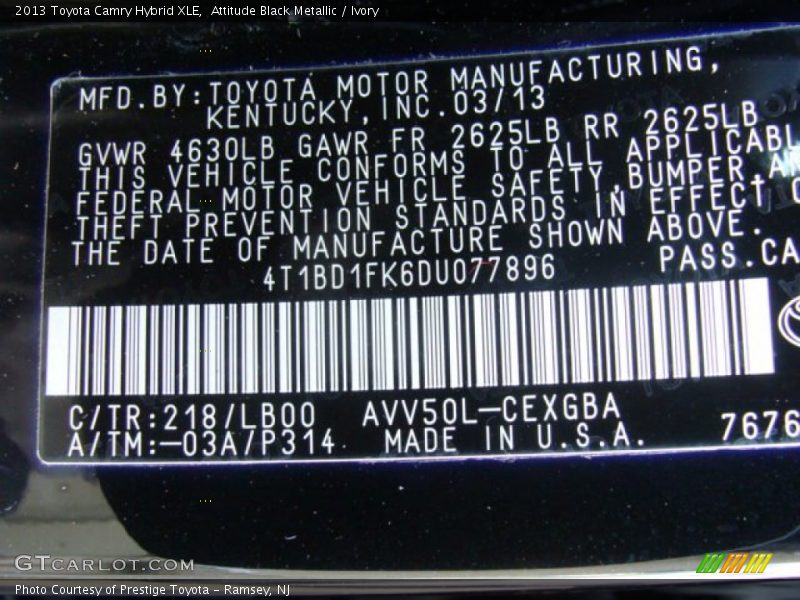 2013 Toyota Camry Hybrid XLE,  Attitude Black Metallic / Ivory
MFD.BY:TOYOTA MOTOR MANUFACTURING,
KENTUCKY,INC.03/13
GVWR 4630LB GAWR FR 2625LB RR 2625LB
THIS VEHICLE CONFORMS TO ALL APPLICABL
FEDERAL MOTOR VEHICLE SAFETY,BUMPER,AN
THEFT PREVENTION STANDARDS IN EFFECT O
THE DATE OF MANUFACTURE SHOWN ABOVE.
4T1BD1FK6DU077896 PASS.CA
C/TR:218/LB00 AVV50L-CEXGBA
A/TM:-03A/P314 MADE IN U.S.A. 7676
GTCARLOT.COM
Photo Courtesy of Prestige Toyota - Ramsey, NJ